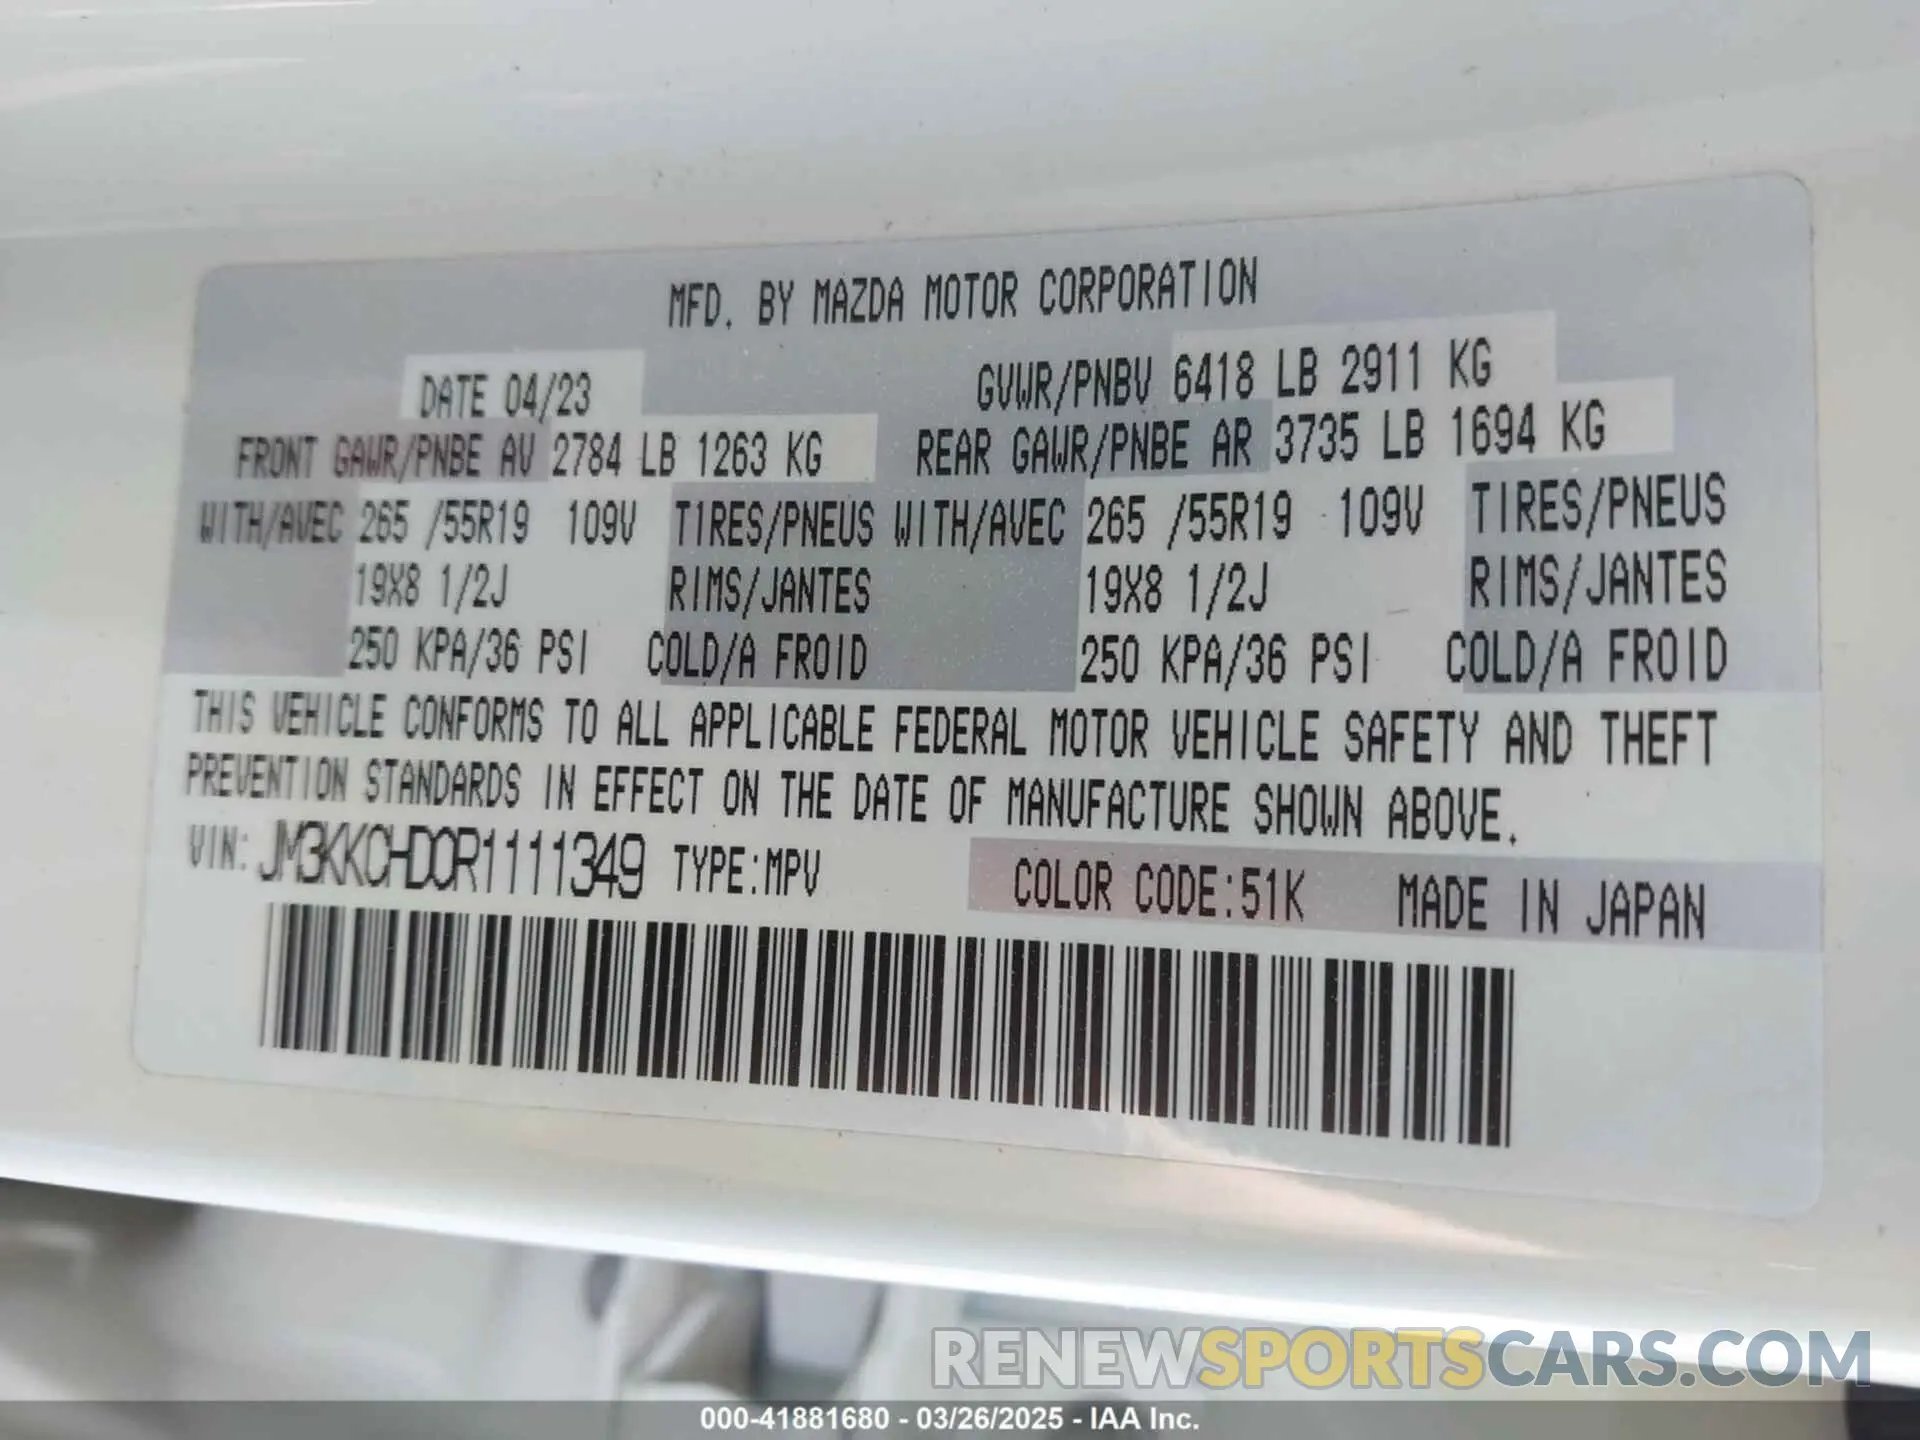 MFD. BY MAZDA MOTOR CORPORATION
DATE 04/23 GVWR/PNBV 6418 LB 2911 KG
FRONT GAWR/PNBE AV 2784 LB 1263 KG REAR GAWR/PNBE AR 3735 LB 1694 KG
WITH/AVEC 265 /55R19 109V TIRES/PNEUS WITH/AVEC 265 /55R19 109V TIRES/PNEUS
19X8 1/2J RIMS/JANTES 19X8 1/2J RIMS/JANTES
250 KPA/36 PSI COLD/A FROID 250 KPA/36 PSI COLD/A FROID
THIS VEHICLE CONFORMS TO ALL APPLICABLE FEDERAL MOTOR VEHICLE SAFETY AND THEFT
PREVENTION STANDARDS IN EFFECT ON THE DATE OF MANUFACTURE SHOWN ABOVE.
VIN: JM3KKCHD0R1111349 TYPE:MPV COLOR CODE:51K MADE IN JAPAN
RENEWSPORTSCARS.COM
000-41881680 - 03/26/2025 - IAA Inc.